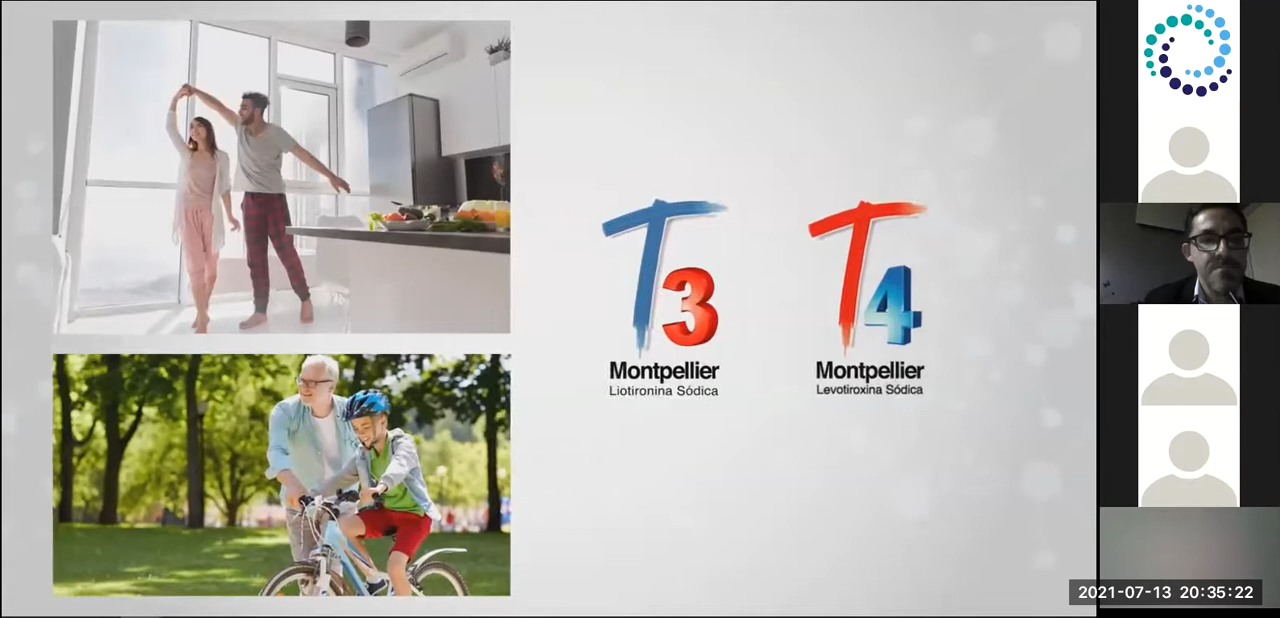 T3
Montpellier
Liotironina Sódica
T4
Montpellier
Levotiroxina Sódica
2021-07-13 20:35:22